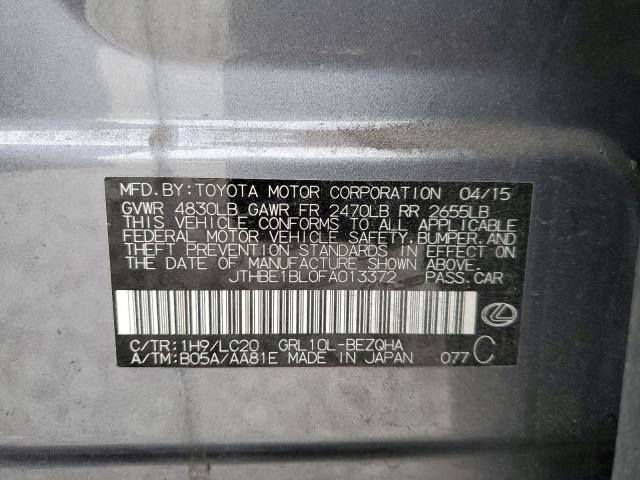 MFD. BY: TOYOTA MOTOR CORPORATION 04/15
GVWR 4830LB GAWR FR 2470LB RR 2655LB
THIS VEHICLE CONFORMS TO ALL APPLICABLE
FEDERAL MOTOR VEHICLE SAFETY, BUMPER, AND
THEFT PREVENTION STANDARDS IN EFFECT ON
THE DATE OF MANUFACTURE SHOWN ABOVE.
JTHBE1BL0FA013372 PASS. CAR
C/TR: 1H9/LC20 GRL10L-BEZQHA
A/TM: B05A/AA81E MADE IN JAPAN 077 C